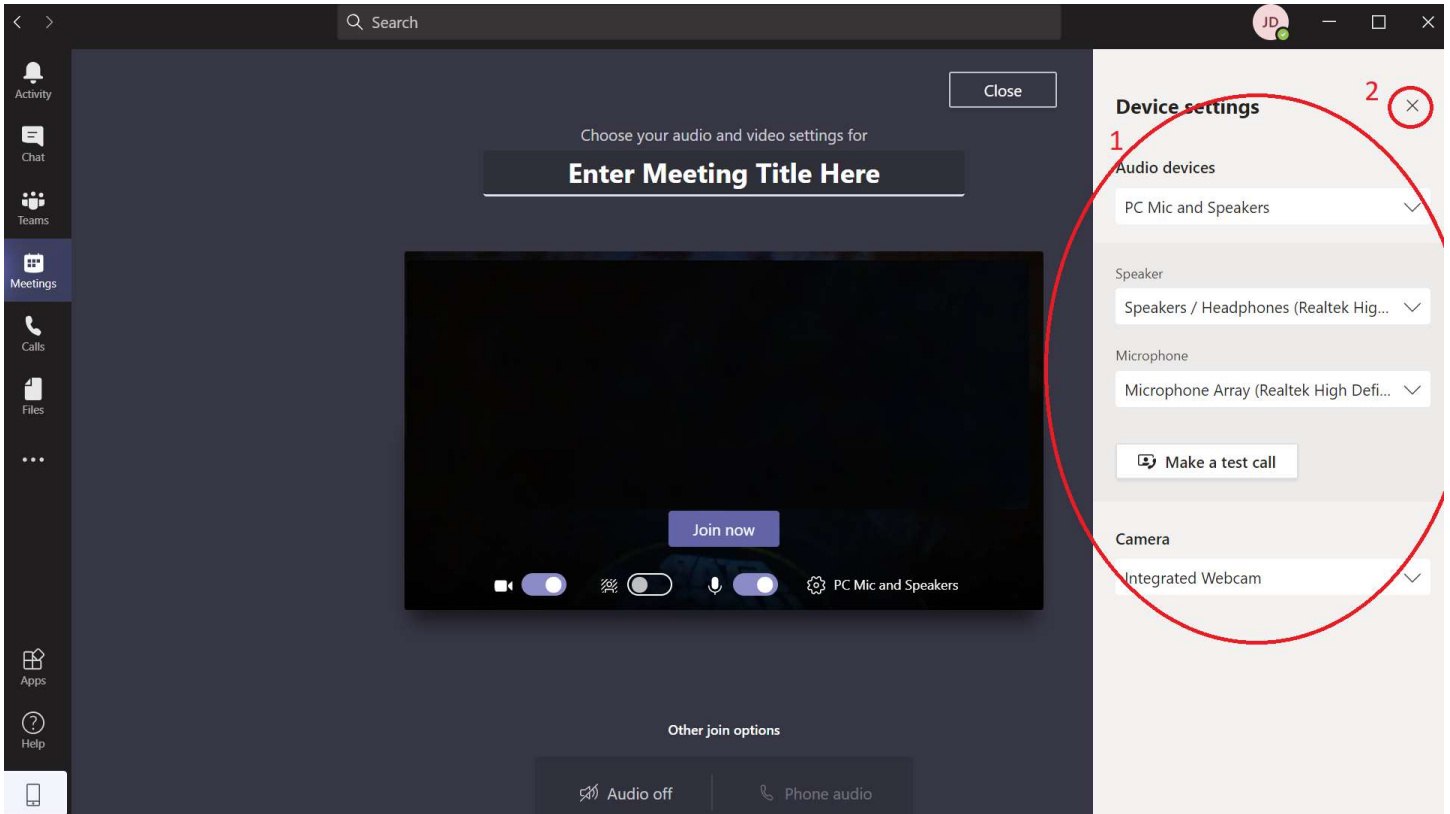 Search
JD
Activity
Chat
Teams
Meetings
Calls
Files
Apps
Help
Close
Choose your audio and video settings for
Enter Meeting Title Here
Join now
PC Mic and Speakers
Other join options
Audio off
Phone audio
Device settings
2
1
Audio devices
PC Mic and Speakers
Speaker
Speakers / Headphones (Realtek Hig...
Microphone
Microphone Array (Realtek High Defi...
Make a test call
Camera
Integrated Webcam